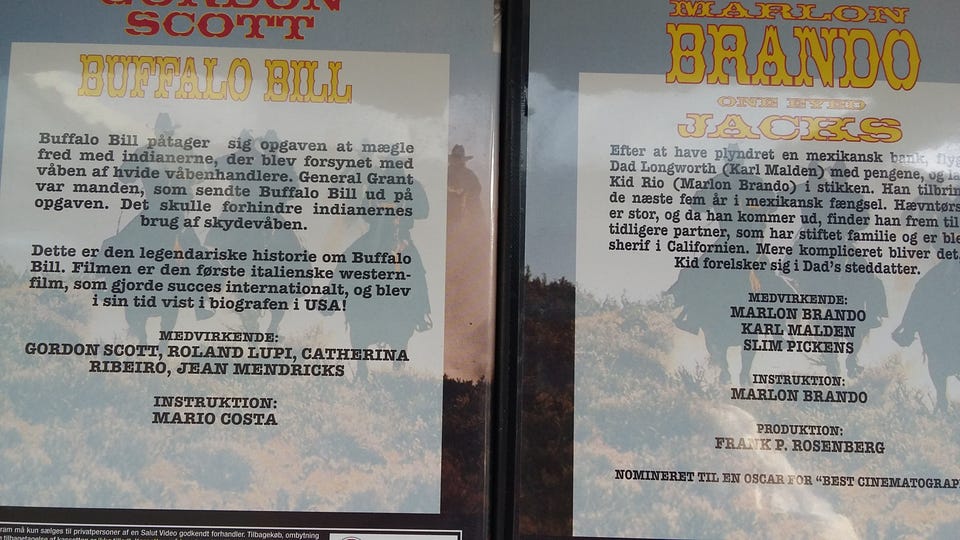 GORDON
SCOTT
BUFFALO BILL
Buffalo Bill påtager sig opgaven at mægle
fred med indianerne, der blev forsynet med
våben af hvide våbenhandlere. General Grant
var manden, som sendte Buffalo Bill ud på
opgaven. Det skulle forhindre indianernes
brug af skydevåben.
Dette er den legendariske historie om Buffalo
Bill. Filmen er den første italienske western-
film, som gjorde succes internationalt, og blev
i sin tid vist i biografen i USA!
MEDVIRKENDE:
GORDON SCOTT, ROLAND LUPI, CATHERINA
RIBEIRO, JEAN MENDRICKS
INSTRUKTION:
MARIO COSTA
ram må kun sælges til privatpersoner af en Salut Video godkendt forhandler. Tilbagekøb, ombytning
MARLON
BRANDO
ONE EYED
JACKS
Efter at have plyndret en mexikansk bank, flyg
Dad Longworth (Karl Malden) med pengene, og la
Kid Rio (Marlon Brando) i stikken. Han tilbrin
de næste fem år i mexikansk fængsel. Hævntørs
er stor, og da han kommer ud, finder han frem til
tidligere partner, som har stiftet familie og er ble
sherif i Californien. Mere kompliceret bliver det.
Kid forelsker sig i Dad's steddatter.
MEDVIRKENDE:
MARLON BRANDO
KARL MALDEN
SLIM PICKENS
INSTRUKTION:
MARLON BRANDO
PRODUKTION:
FRANK P. ROSENBERG
NOMINERET TIL EN OSCAR FOR "BEST CINEMATOGRAP